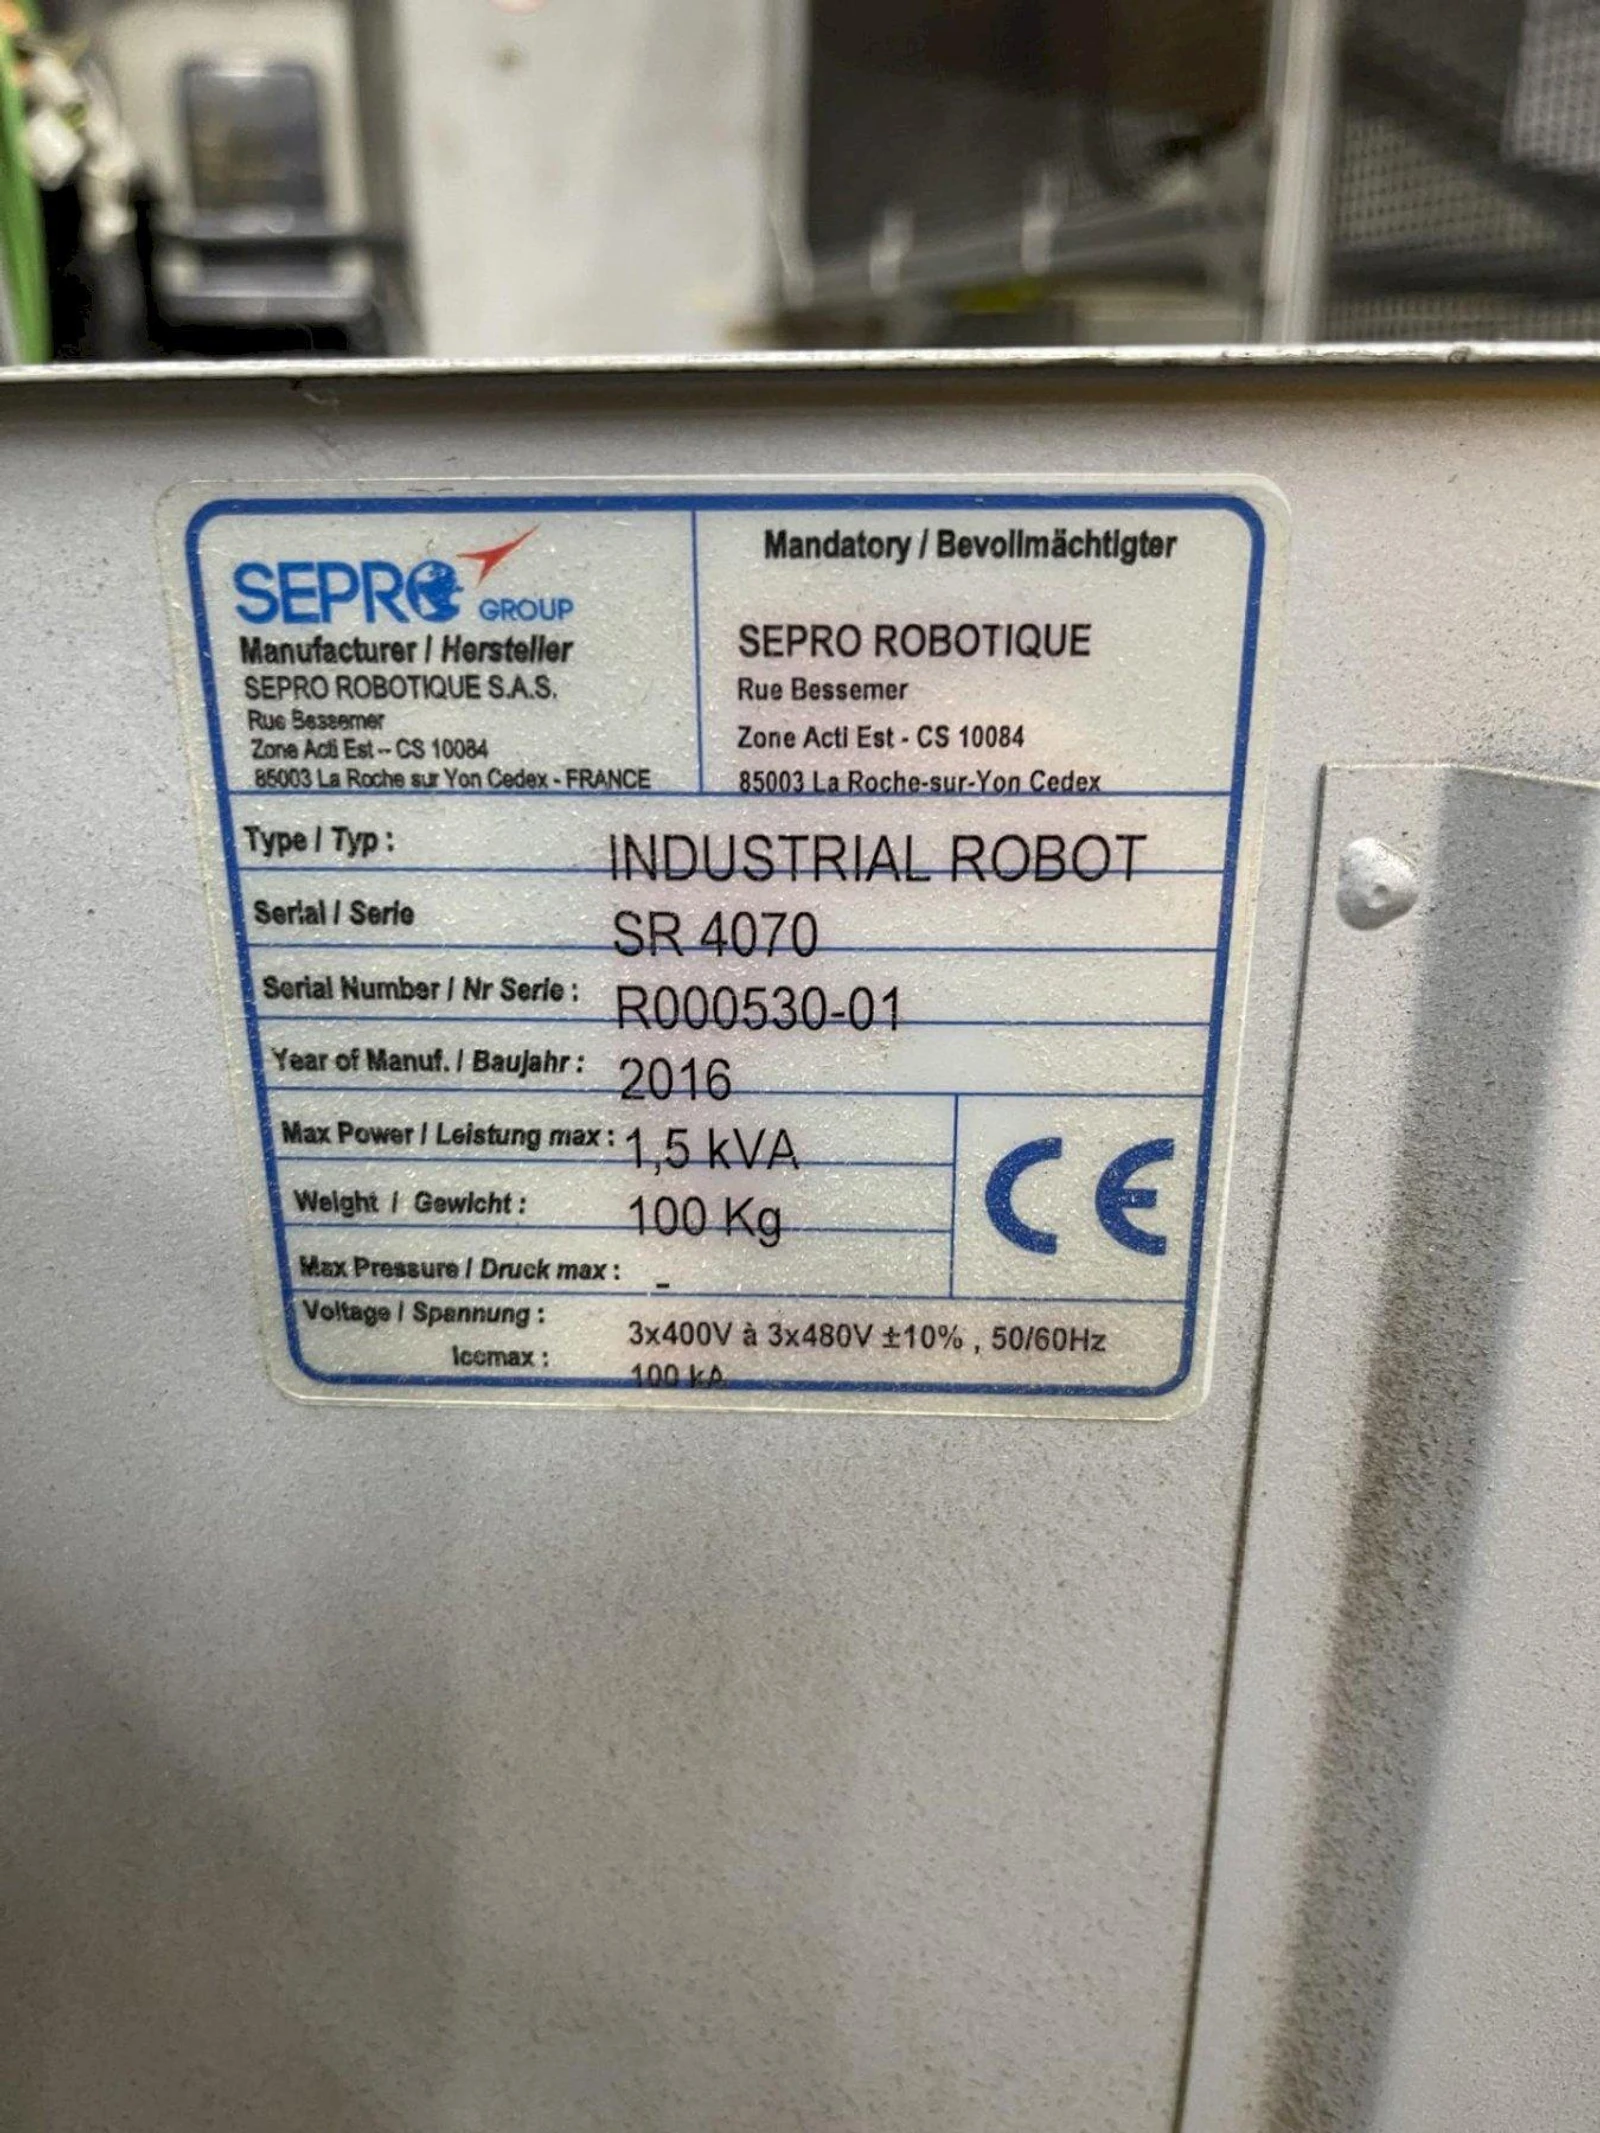 SEPRO GROUP
Manufacturer / Hersteller
SEPRO ROBOTIQUE S.A.S.
Rue Bessemer
Zone Acti Est – CS 10084
85003 La Roche sur Yon Cedex - FRANCE
Mandatory / Bevollmächtigter
SEPRO ROBOTIQUE
Rue Bessemer
Zone Acti Est - CS 10084
85003 La Roche-sur-Yon Cedex
Type / Typ : INDUSTRIAL ROBOT
Serial / Serie SR 4070
Serial Number / Nr Serie : R000530-01
Year of Manuf. / Baujahr : 2016
Max Power / Leistung max : 1,5 kVA
Weight / Gewicht : 100 Kg
Max Pressure / Druck max : -
CE
Voltage / Spannung : 3x400V à 3x480V ±10% , 50/60Hz
Iccmax : 100 kA